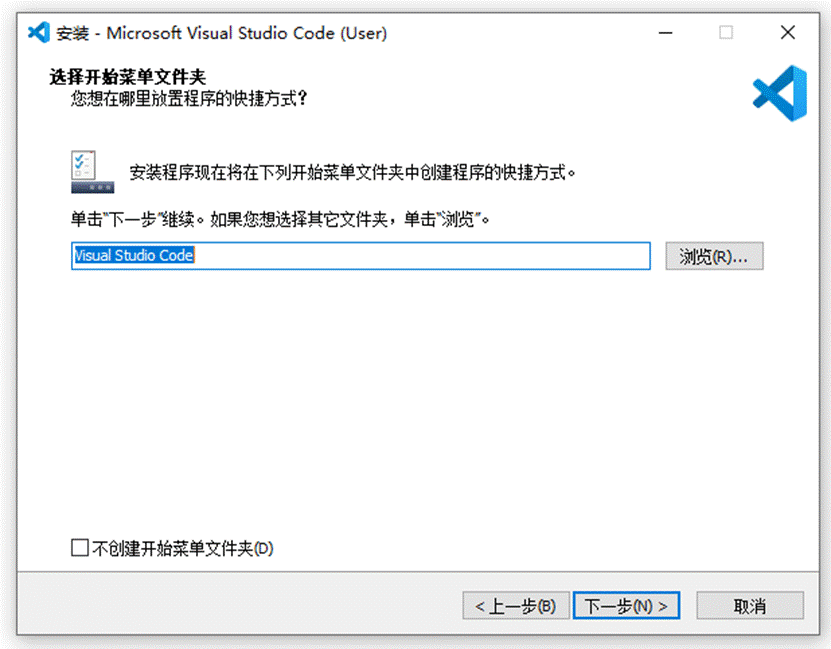 安装 - Microsoft Visual Studio Code (User)
选择开始菜单文件夹
您想在哪里放置程序的快捷方式?
安装程序现在将在下列开始菜单文件夹中创建程序的快捷方式。
单击“下一步”继续。如果您想选择其它文件夹，单击“浏览”。
Visual Studio Code
浏览(R)...
不创建开始菜单文件夹(D)
< 上一步(B)
下一步(N) >
取消